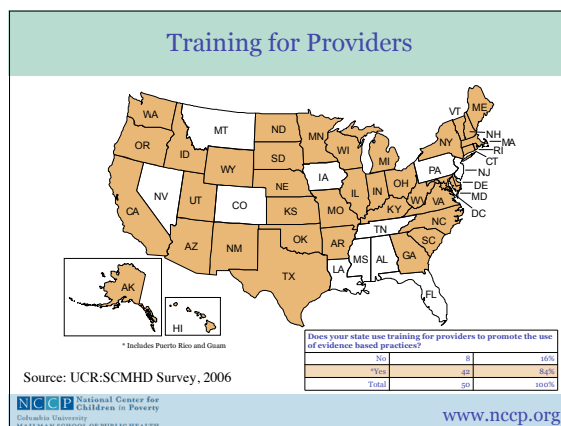 Training for Providers
WA
MT
ND
MN
VT
ME
OR
ID
SD
WI
MI
NY
NH
MA
RI
CT
WY
NE
IA
IL
IN
OH
PA
NJ
DE
MD
DC
NV
UT
CO
KS
MO
KY
WV
VA
CA
AZ
NM
OK
AR
TN
NC
SC
TX
LA
MS
AL
GA
FL
AK
HI
* Includes Puerto Rico and Guam
Does your state use training for providers to promote the use
of evidence based practices?
No 8 16%
*Yes 42 84%
Total 50 100%
Source: UCR:SCMHD Survey, 2006
NCCP National Center for
Children in Poverty
Columbia University
MAILMAN SCHOOL OF PUBLIC HEALTH
www.nccp.org